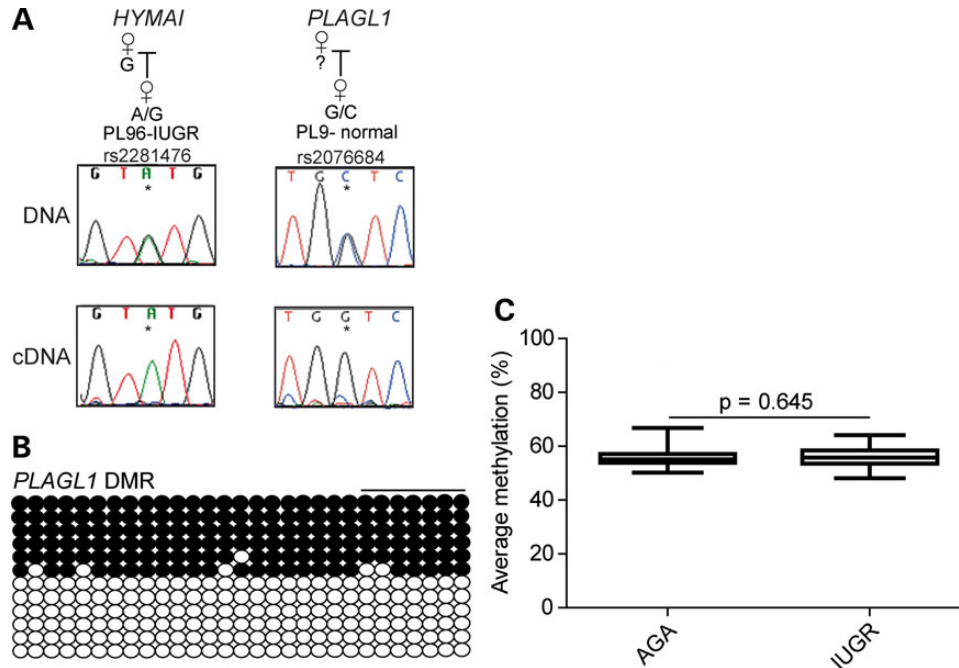 A
HYMAI
PLAGL1
♀
G
♀
?
♀
♀
A/G
G/C
PL96-IUGR
PL9- normal
rs2281476
rs2076684
DNA
G T A T G
*
T G C T C
*
cDNA
G T A T G
*
T G G T C
*
B
PLAGL1 DMR
C
Average methylation (%)
100
80
60
40
20
0
p = 0.645
AGA
IUGR